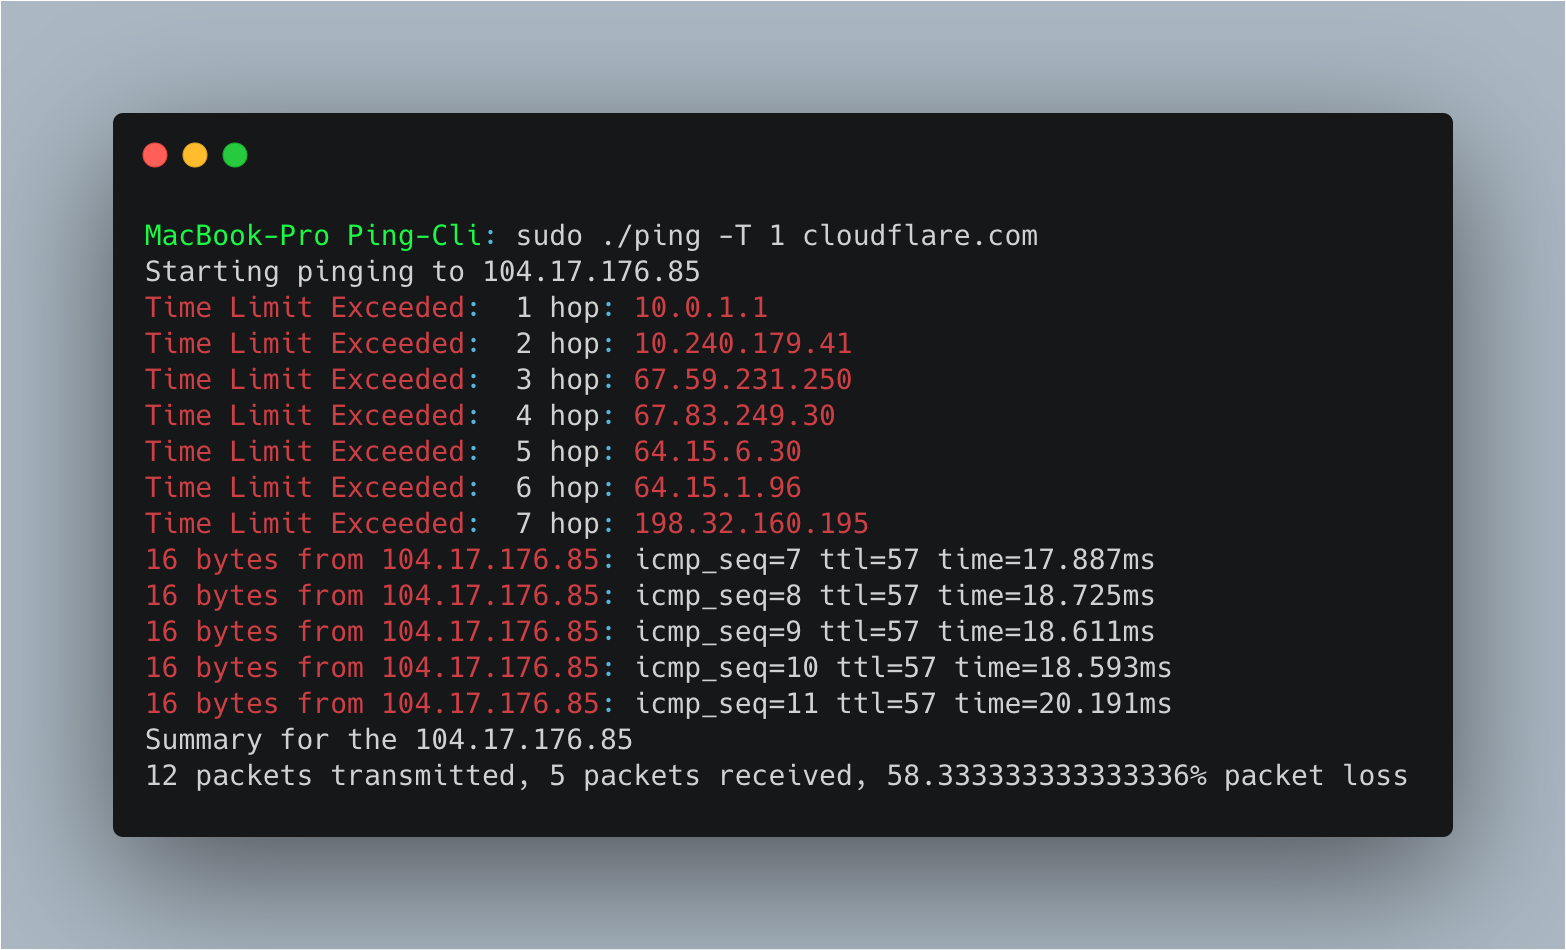 MacBook-Pro Ping-Cli: sudo ./ping -T 1 cloudflare.com
Starting pinging to 104.17.176.85
Time Limit Exceeded:  1 hop: 10.0.1.1
Time Limit Exceeded:  2 hop: 10.240.179.41
Time Limit Exceeded:  3 hop: 67.59.231.250
Time Limit Exceeded:  4 hop: 67.83.249.30
Time Limit Exceeded:  5 hop: 64.15.6.30
Time Limit Exceeded:  6 hop: 64.15.1.96
Time Limit Exceeded:  7 hop: 198.32.160.195
16 bytes from 104.17.176.85: icmp_seq=7 ttl=57 time=17.887ms
16 bytes from 104.17.176.85: icmp_seq=8 ttl=57 time=18.725ms
16 bytes from 104.17.176.85: icmp_seq=9 ttl=57 time=18.611ms
16 bytes from 104.17.176.85: icmp_seq=10 ttl=57 time=18.593ms
16 bytes from 104.17.176.85: icmp_seq=11 ttl=57 time=20.191ms
Summary for the 104.17.176.85
12 packets transmitted, 5 packets received, 58.333333333333336% packet loss